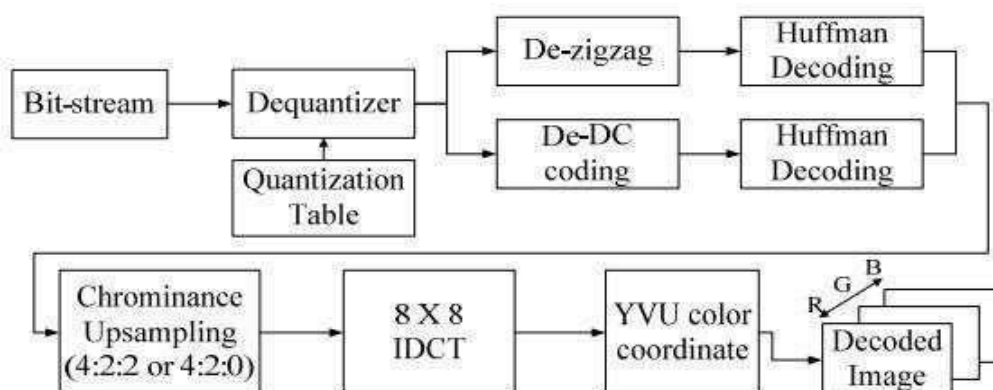 De-zigzag
Huffman
Decoding
Bit-stream
Dequantizer
De-DC
coding
Huffman
Decoding
Quantization
Table
Chrominance
Upsampling
(4:2:2 or 4:2:0)
8 X 8
IDCT
YVU color
coordinate
R G B
Decoded
Image